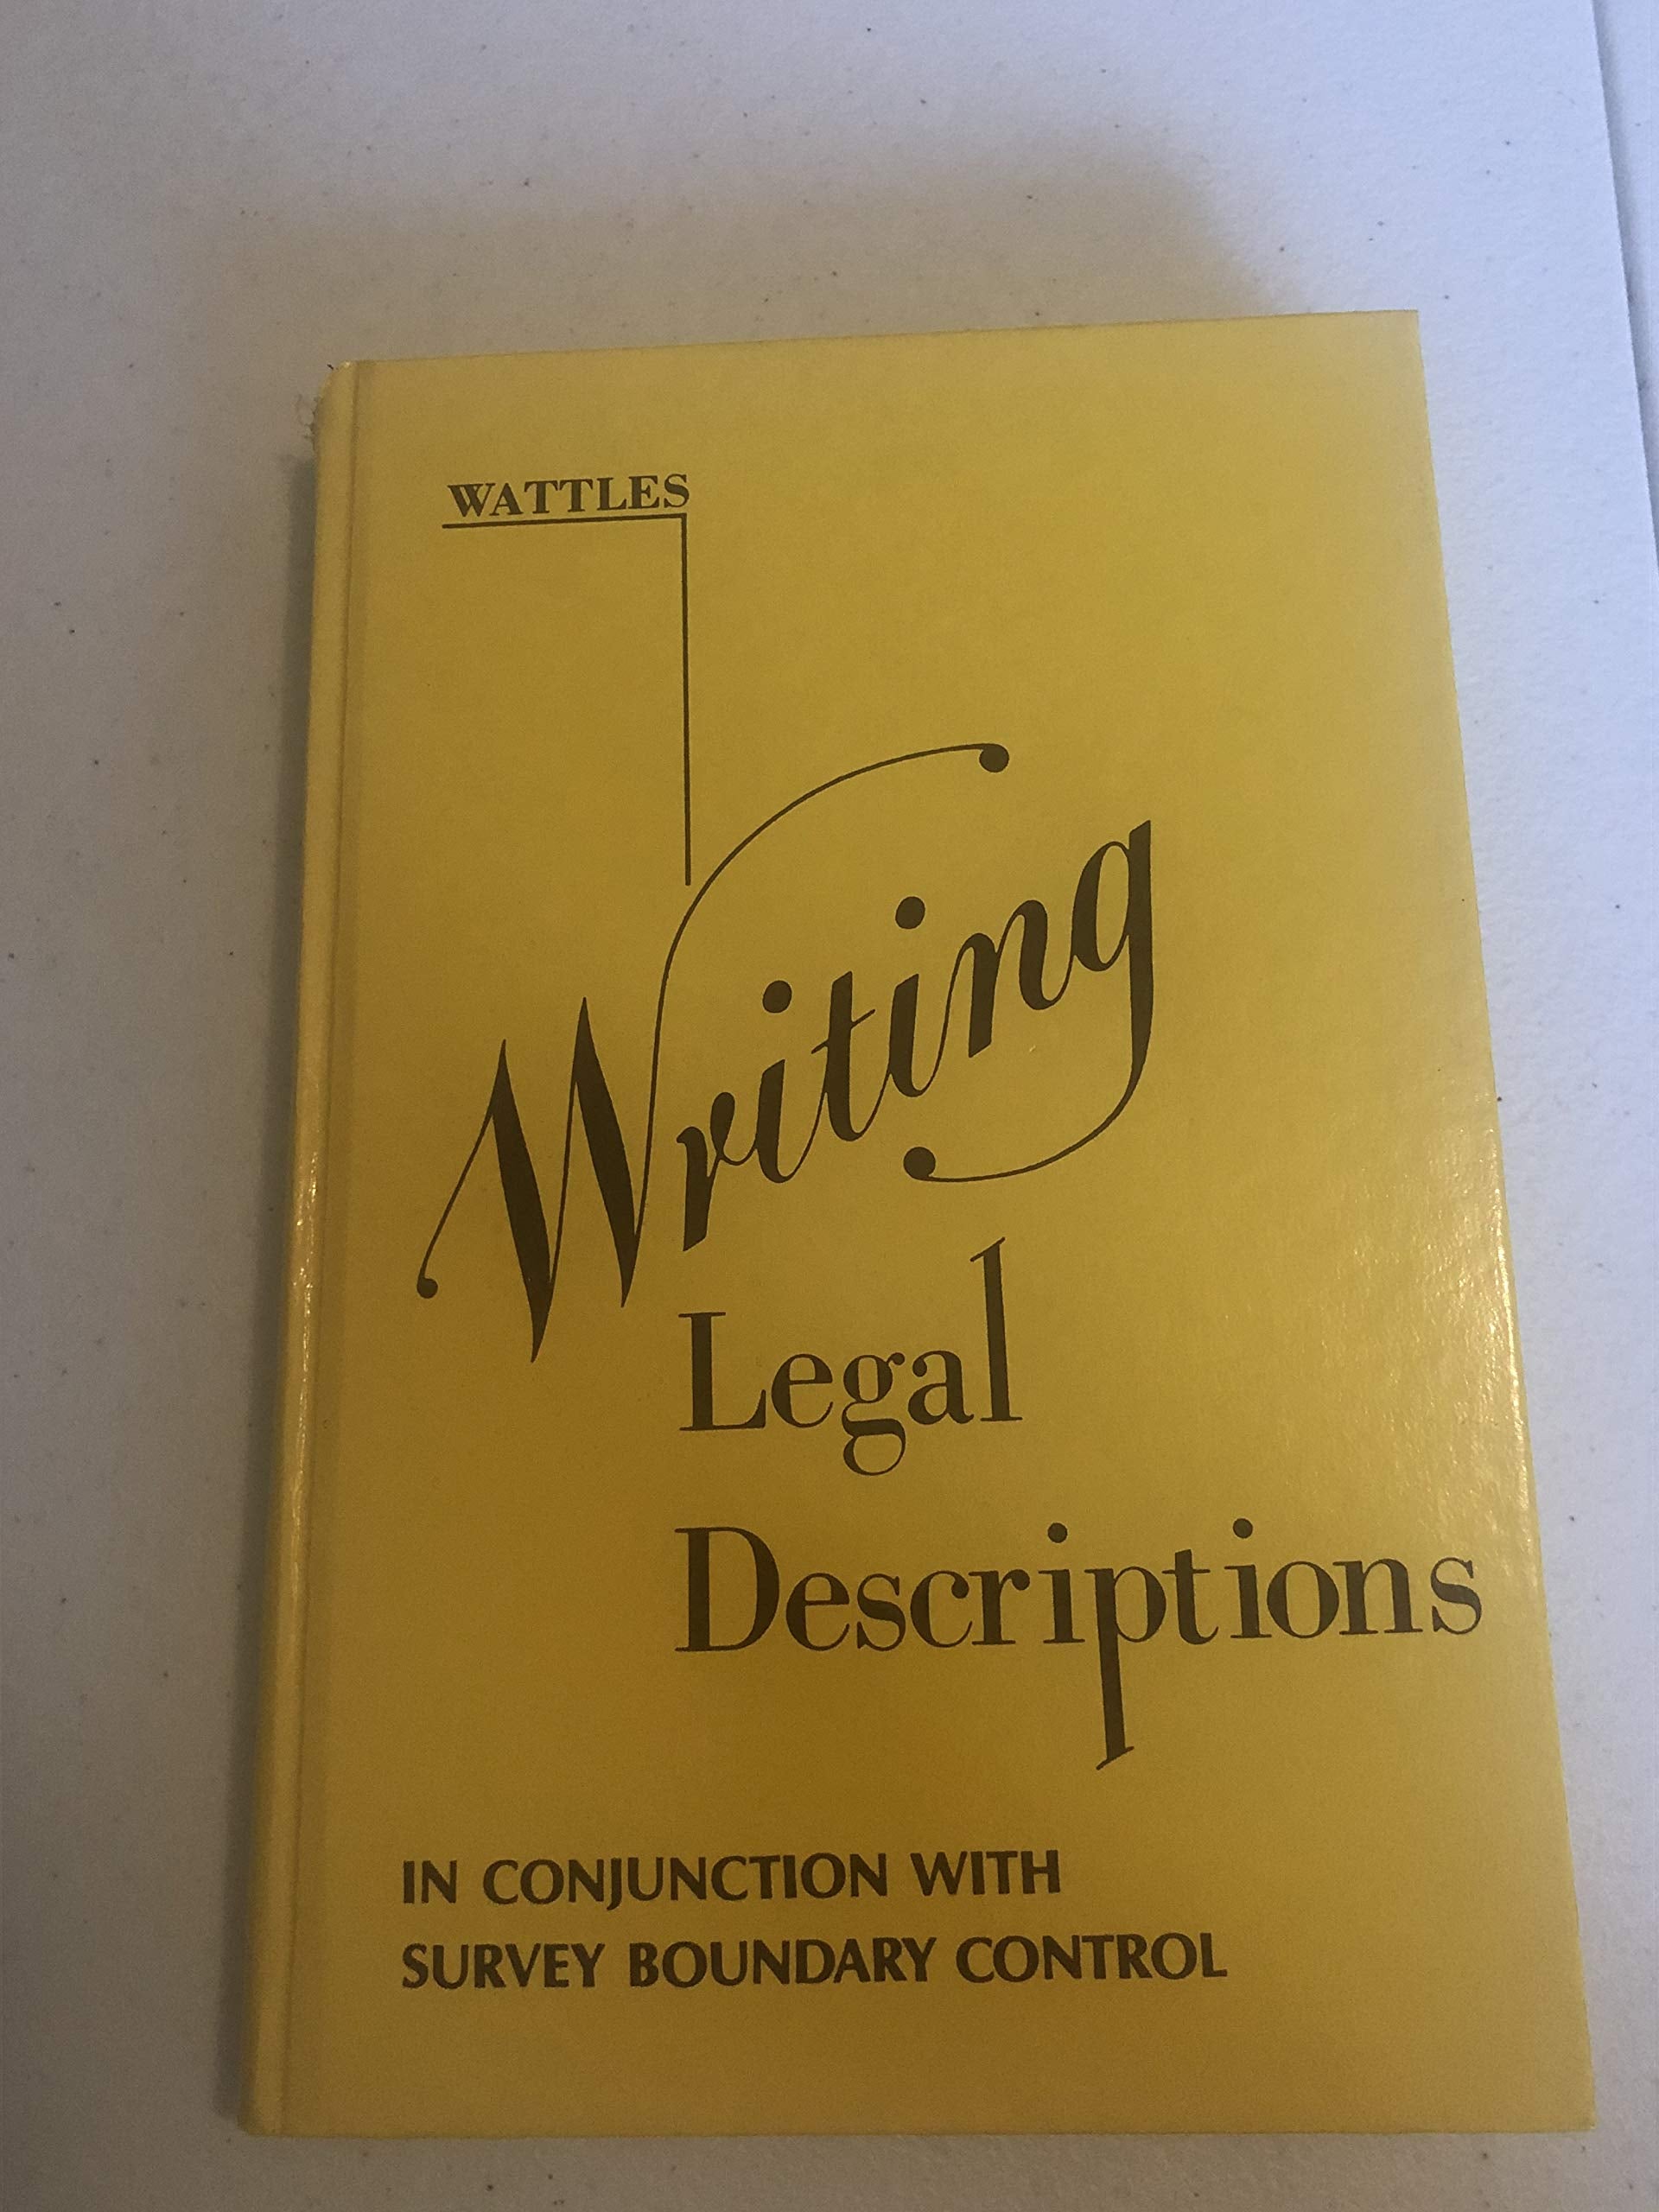 WATTLES
Writing
Legal
Descriptions
IN CONJUNCTION WITH
SURVEY BOUNDARY CONTROL